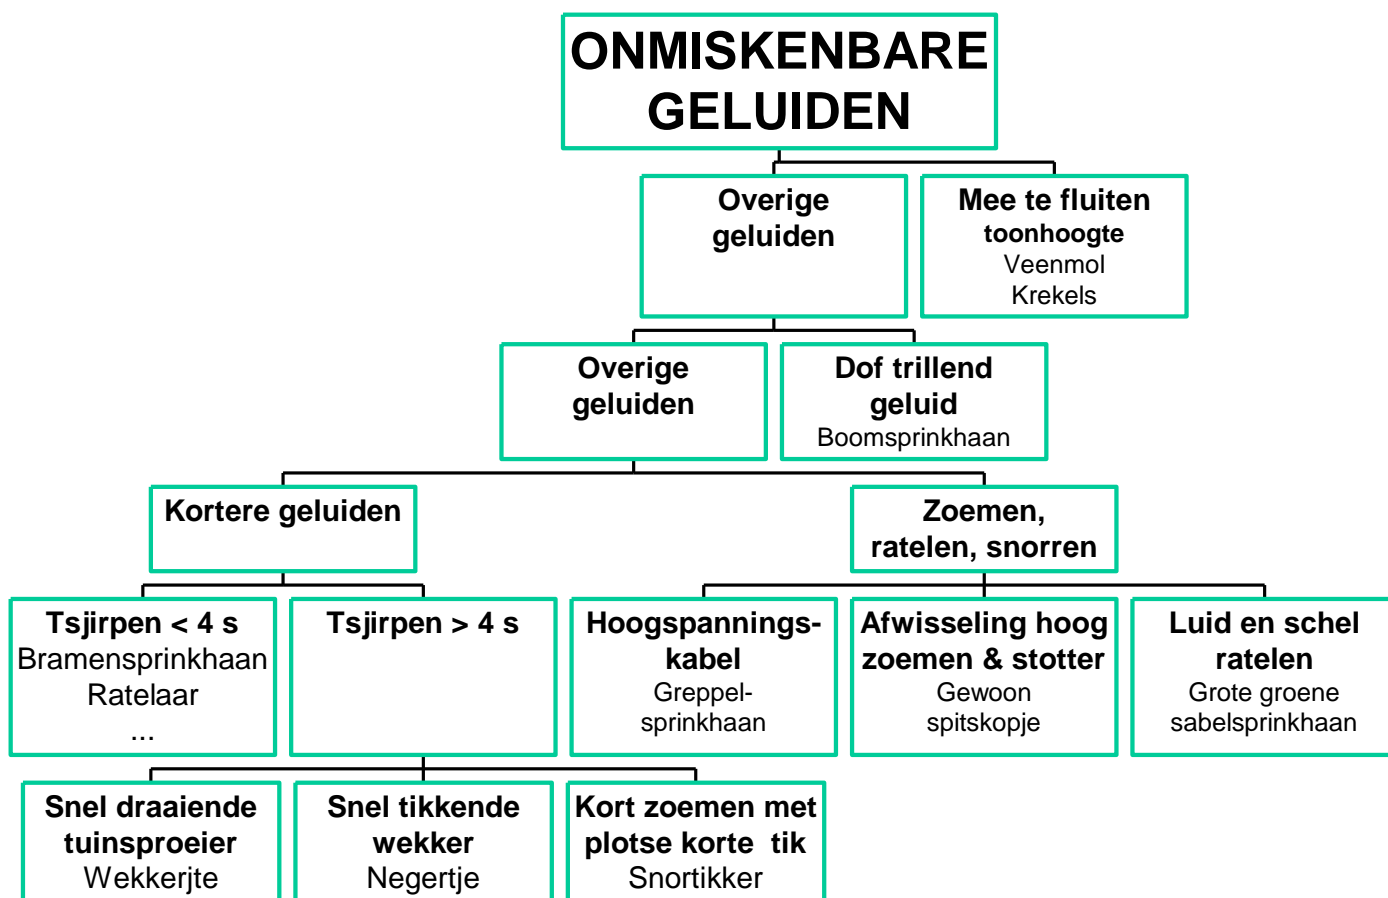 ONMISKENBARE
GELUIDEN
Overige
geluiden
Mee te fluiten
toonhoogte
Veenmol
Krekels
Overige
geluiden
Dof trillend
geluid
Boomsprinkhaan
Kortere geluiden
Zoemen,
ratelen, snorren
Tsjirpen < 4 s
Bramensprinkhaan
Ratelaar
...
Tsjirpen > 4 s
Hoogspannings-
kabel
Greppel-
sprinkhaan
Afwisseling hoog
zoemen & stotter
Gewoon
spitskopje
Luid en schel
ratelen
Grote groene
sabelsprinkhaan
Snel draaiende
tuinsproeier
Wekkerjte
Snel tikkende
wekker
Negertje
Kort zoemen met
plotse korte tik
Snortikker